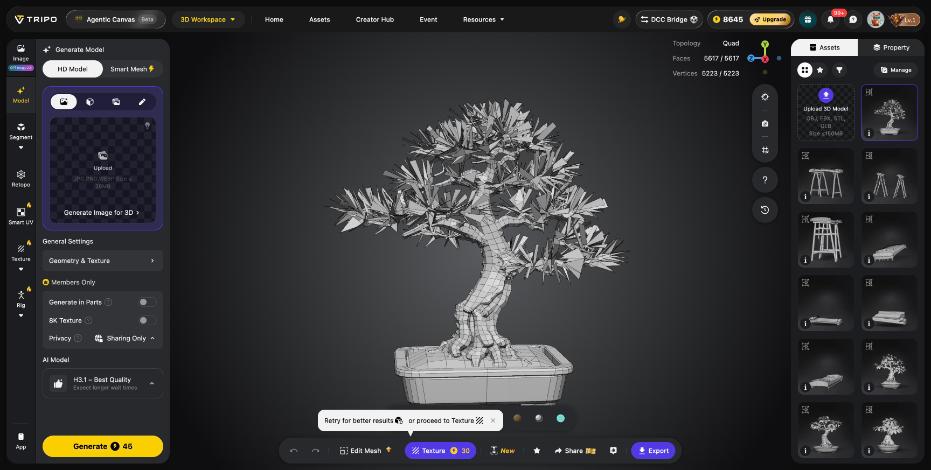 TRIPO
Agentic Canvas Beta
3D Workspace
Home
Assets
Creator Hub
Event
Resources
DCC Bridge
8645
Upgrade
99+
Lv.1
Image
Model
Segment
Retopo
Smart UV
Texture
Rig
App
Generate Model
HD Model
Smart Mesh
Upload
Generate Image for 3D
General Settings
Geometry & Texture
Members Only
Generate in Parts
8K Texture
Privacy
Sharing Only
AI Model
H3.1 – Best Quality
Expect longer wait times
Generate 45
Topology Quad
Faces 5617 / 5617
Vertices 5223 / 5223
Retry for better results or proceed to Texture
Edit Mesh
Texture 30
New
Share
Export
Assets
Property
Manage
Upload 3D Model
OBJ, FBX, STL,
GLB
Size ≤150MB